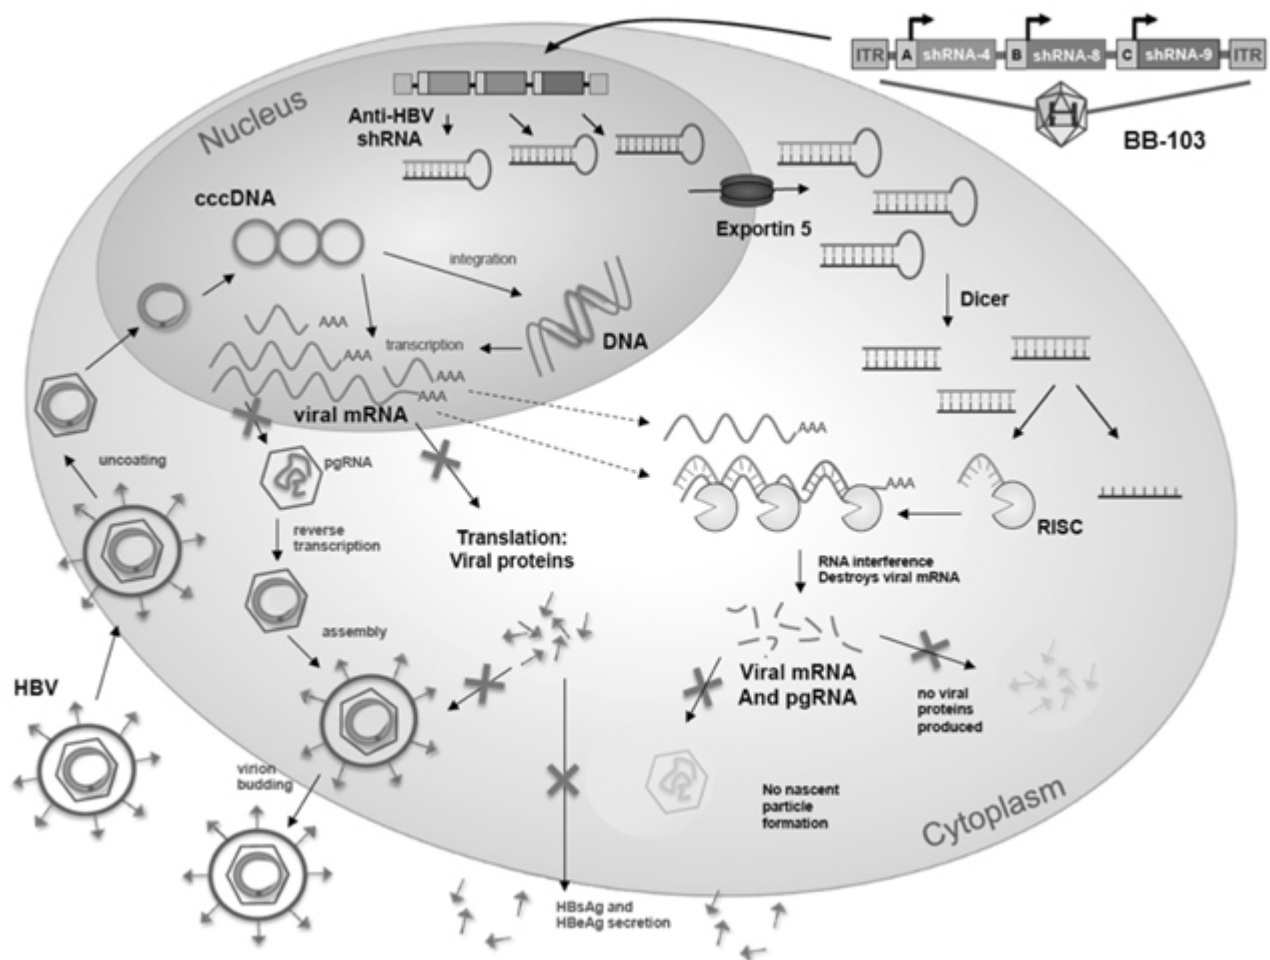 ITR A shRNA-4 B shRNA-8 C shRNA-9 ITR
BB-103
Nucleus
Anti-HBV
shRNA
Exportin 5
cccDNA
integration
DNA
AAA
transcription
AAA
AAA
AAA
viral mRNA
Dicer
uncoating
pgRNA
AAA
AAA
RISC
reverse
transcription
Translation:
Viral proteins
RNA interference
Destroys viral mRNA
assembly
HBV
Viral mRNA
And pgRNA
no viral
proteins
produced
virion
budding
No nascent
particle
formation
Cytoplasm
HBsAg and
HBeAg secretion